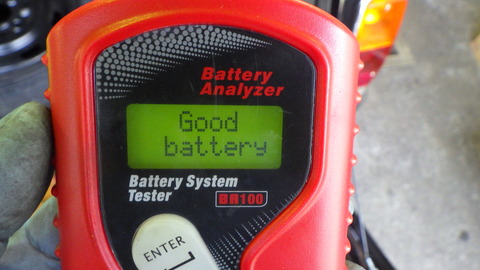 Battery
Analyzer
Good
battery
Battery System
Tester
BA100
ENTER